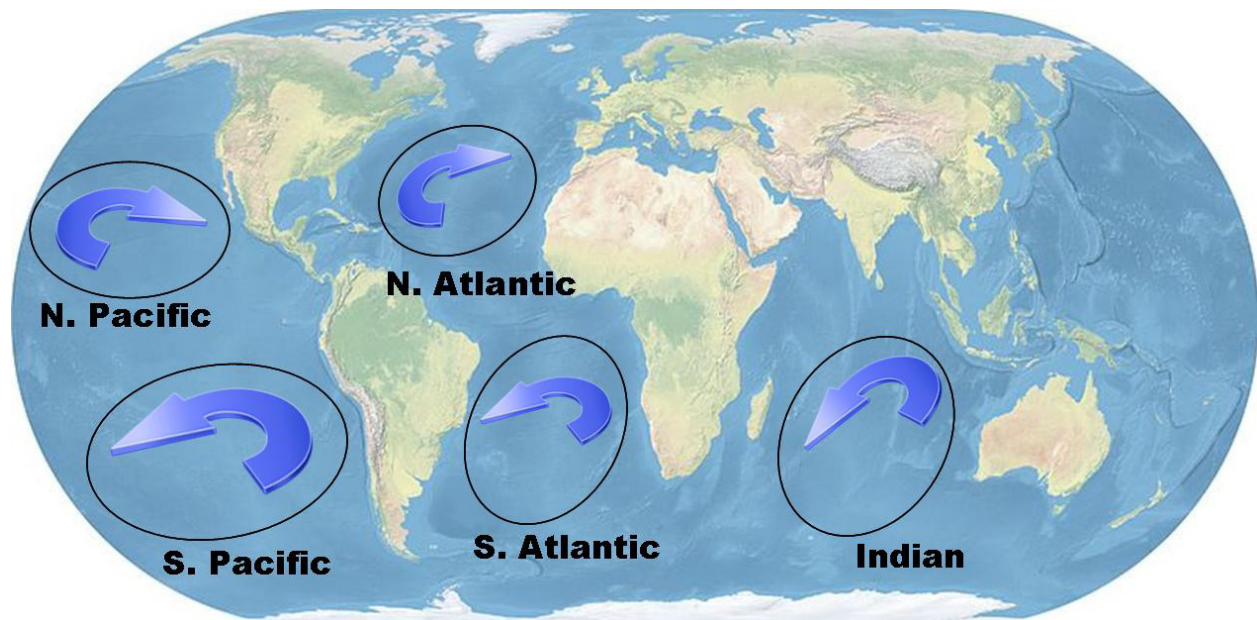 N. Atlantic
N. Pacific
S. Atlantic
Indian
S. Pacific